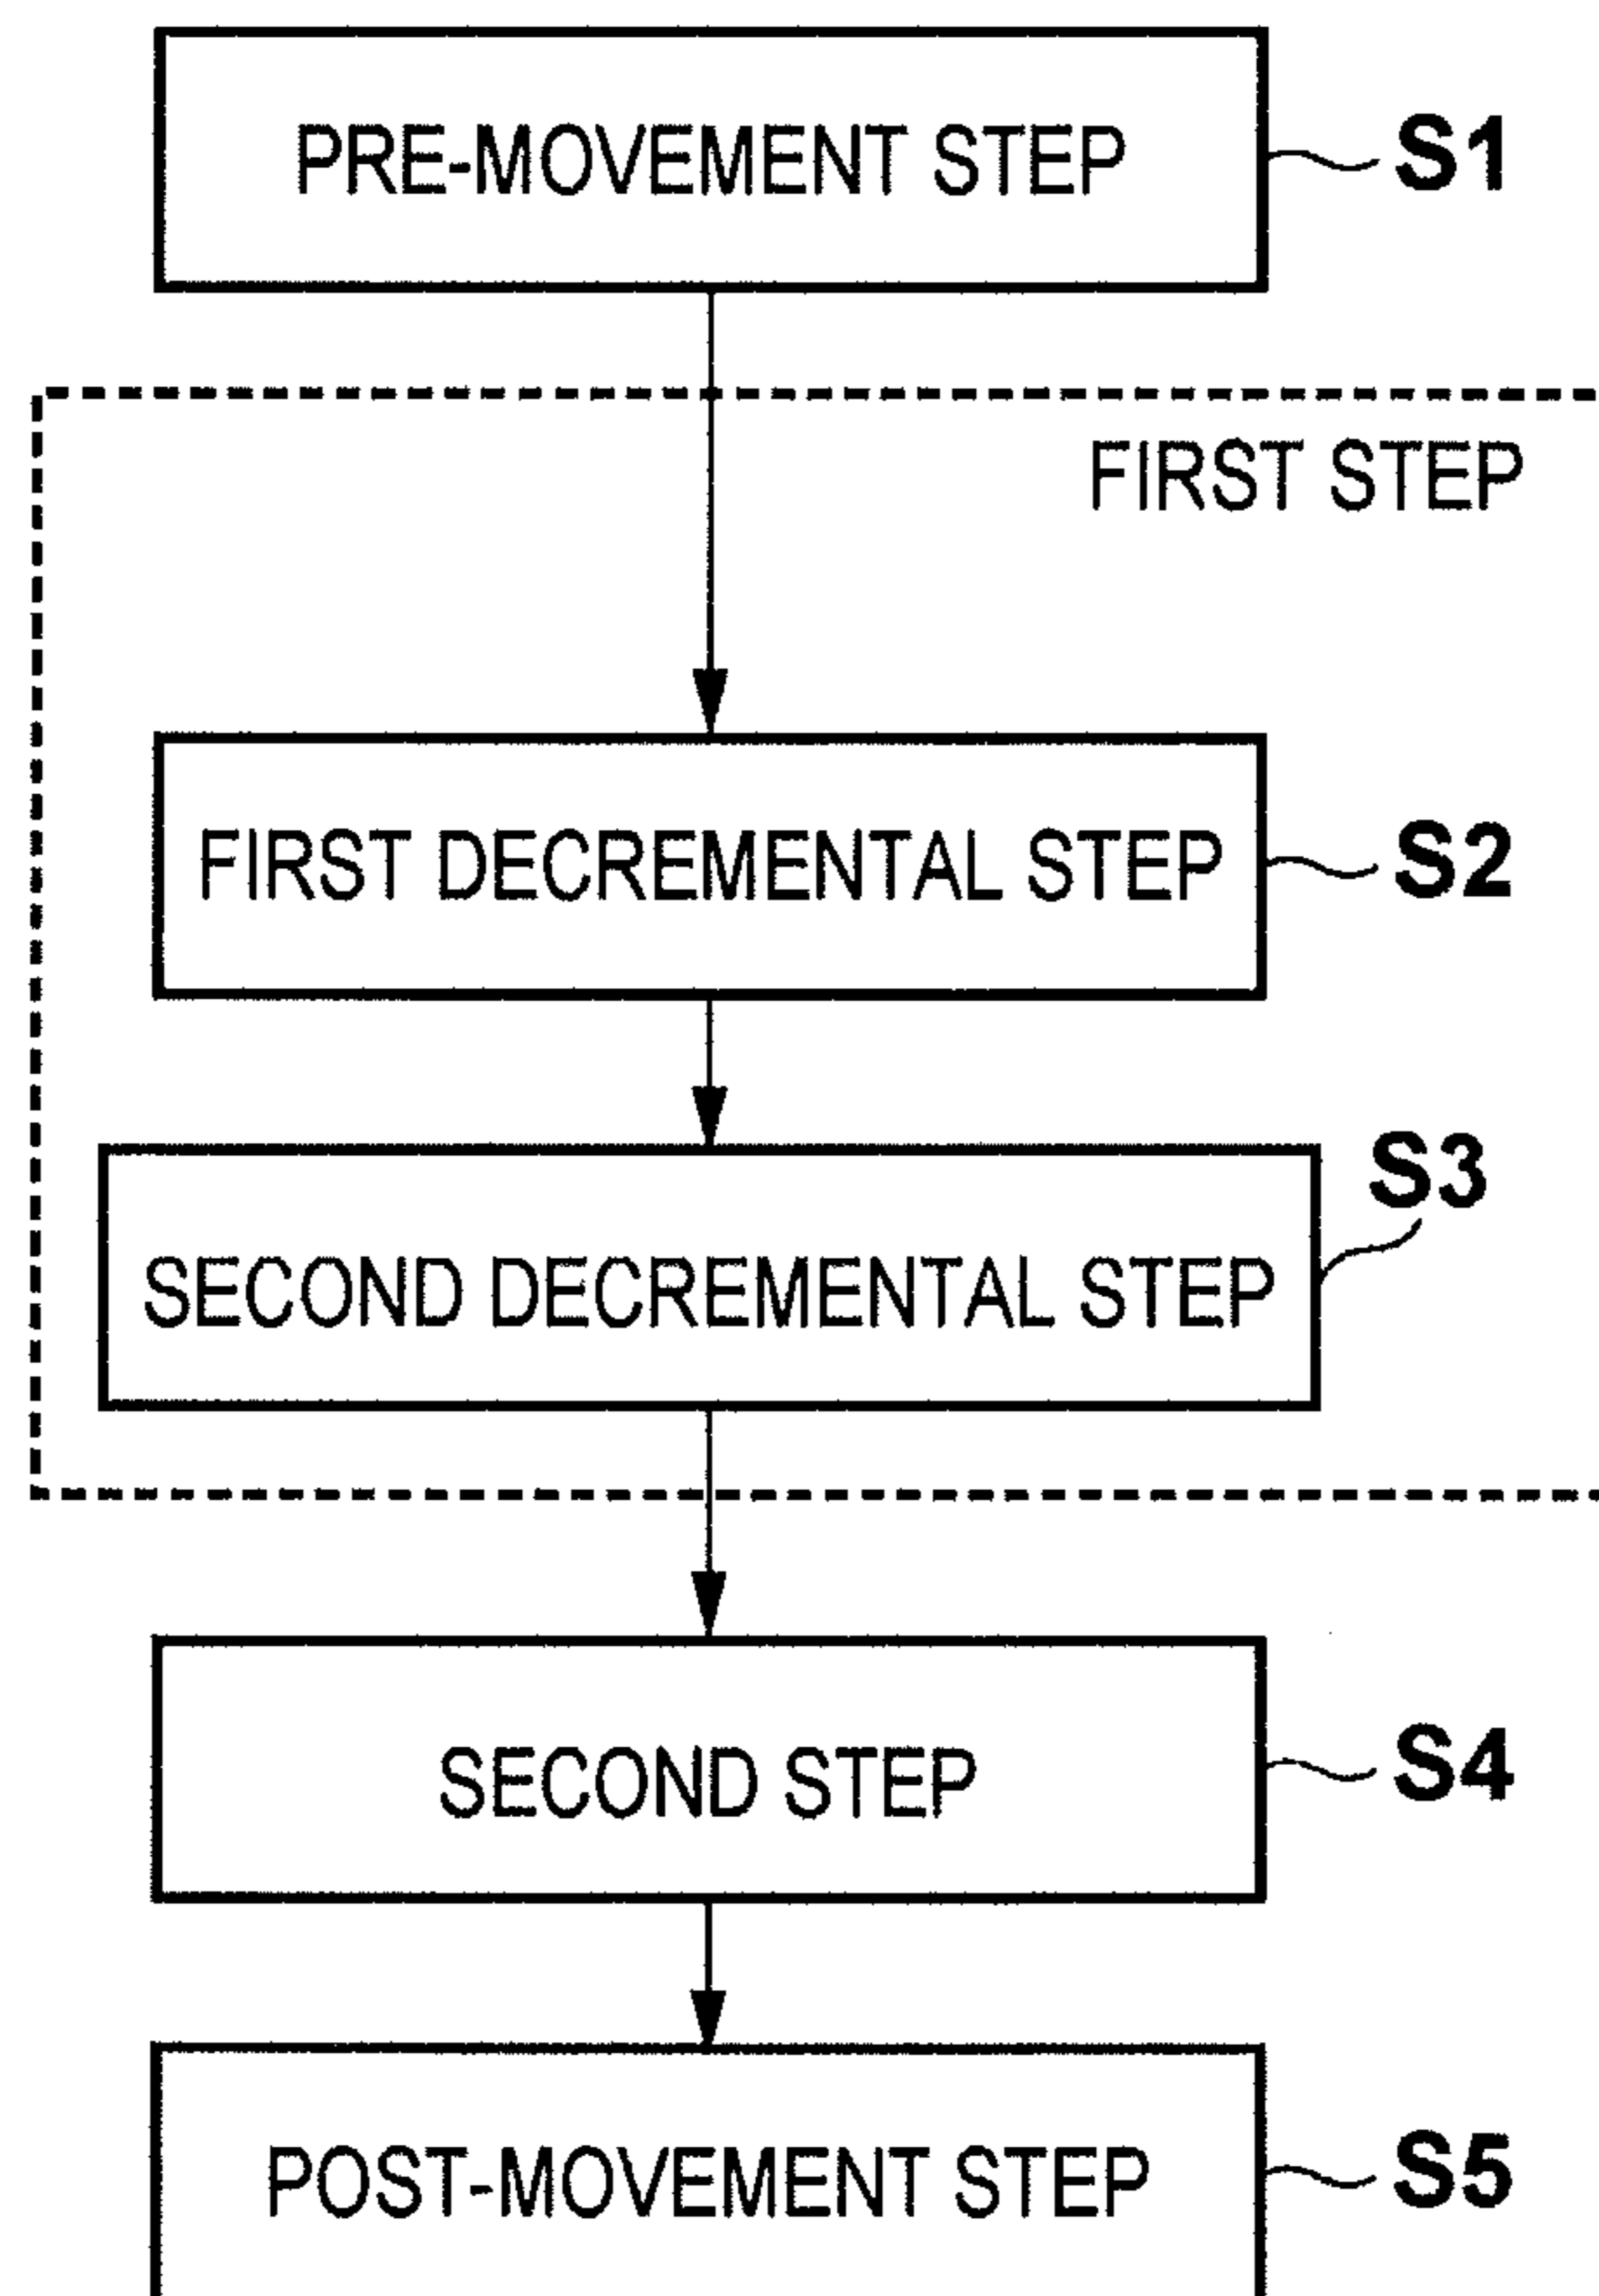 PRE-MOVEMENT STEP S1
FIRST STEP
FIRST DECREMENTAL STEP S2
S3
SECOND DECREMENTAL STEP
SECOND STEP S4
POST-MOVEMENT STEP S5